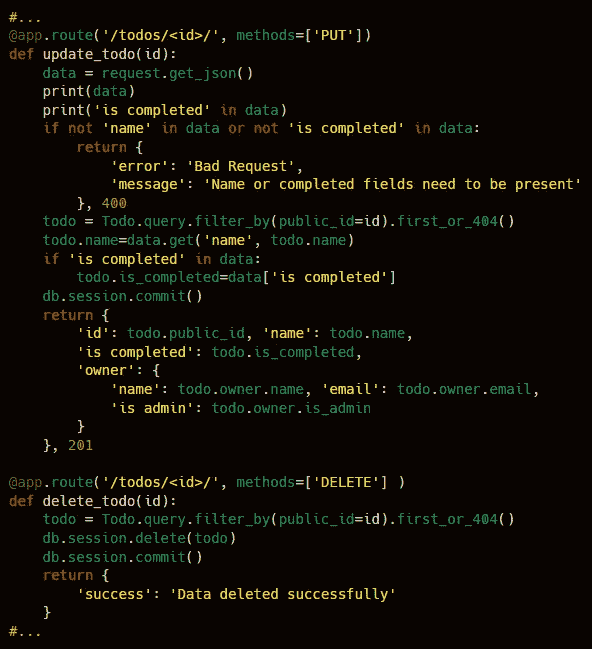 #...
@app.route('/todos/<id>/', methods=['PUT'])
def update_todo(id):
    data = request.get_json()
    print(data)
    print('is completed' in data)
    if not 'name' in data or not 'is completed' in data:
        return {
            'error': 'Bad Request',
            'message': 'Name or completed fields need to be present'
        }, 400
    todo = Todo.query.filter_by(public_id=id).first_or_404()
    todo.name=data.get('name', todo.name)
    if 'is completed' in data:
        todo.is_completed=data['is completed']
    db.session.commit()
    return {
        'id': todo.public_id, 'name': todo.name,
        'is completed': todo.is_completed,
        'owner': {
            'name': todo.owner.name, 'email': todo.owner.email,
            'is admin': todo.owner.is_admin
        }
    }, 201

@app.route('/todos/<id>/', methods=['DELETE'] )
def delete_todo(id):
    todo = Todo.query.filter_by(public_id=id).first_or_404()
    db.session.delete(todo)
    db.session.commit()
    return {
        'success': 'Data deleted successfully'
    }
#...